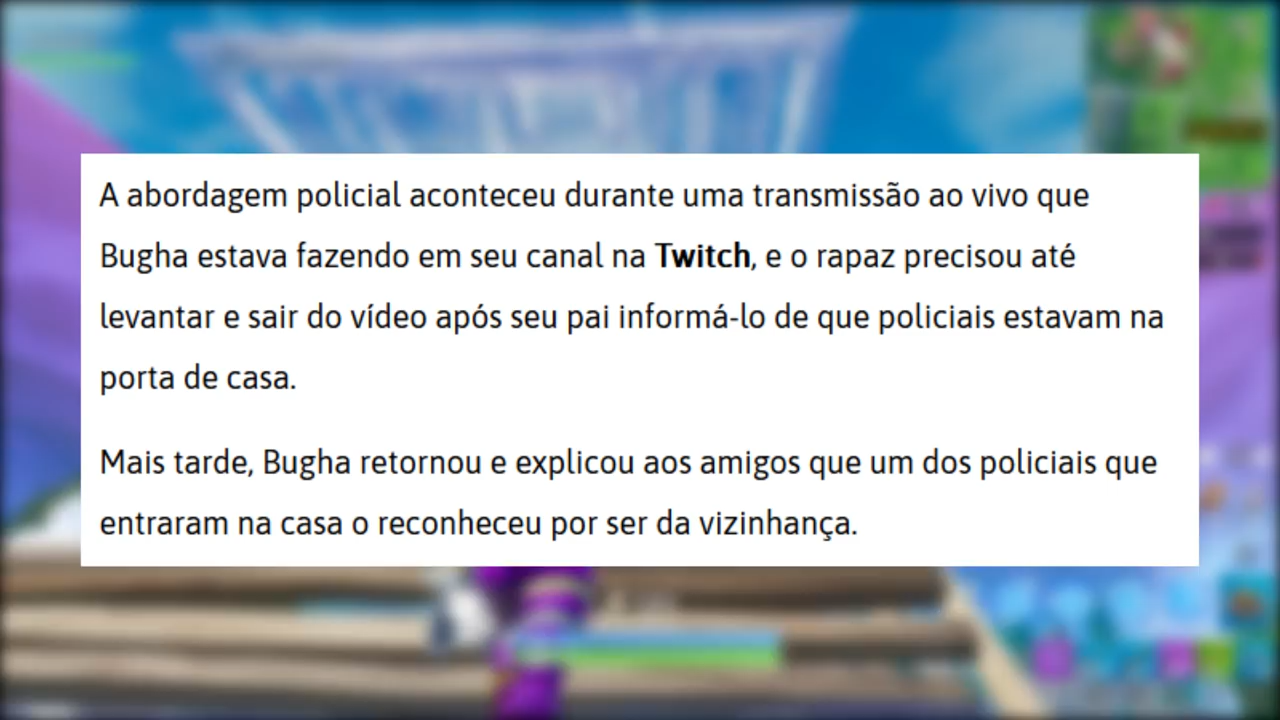 A abordagem policial aconteceu durante uma transmissão ao vivo que
Bugha estava fazendo em seu canal na Twitch, e o rapaz precisou até
levantar e sair do vídeo após seu pai informá-lo de que policiais estavam na
porta de casa.
Mais tarde, Bugha retornou e explicou aos amigos que um dos policiais que
entraram na casa o reconheceu por ser da vizinhança.